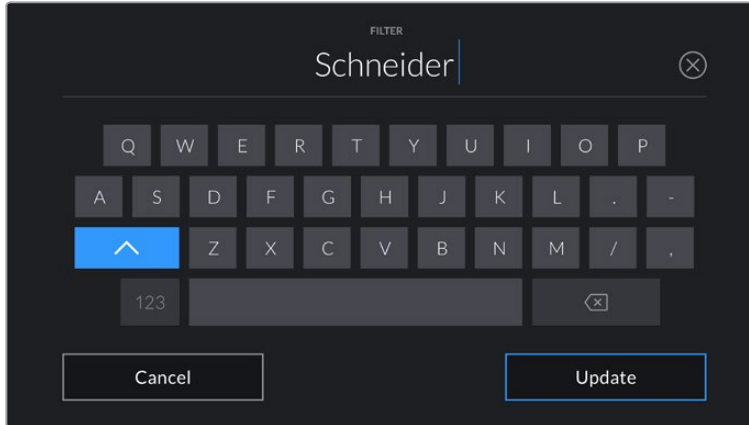 FILTER
Schneider
Q W E R T Y U I O P
A S D F G H J K L . -
Z X C V B N M / ,
123
Cancel Update